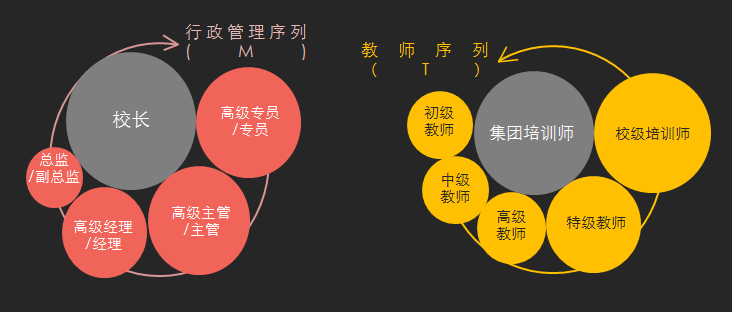 行政管理序列
( M )
校长
高级专员
/专员
高级主管
/主管
高级经理
/经理
总监
/副总监
教师序列
( T )
初级
教师
中级
教师
高级
教师
特级教师
校级培训师
集团培训师